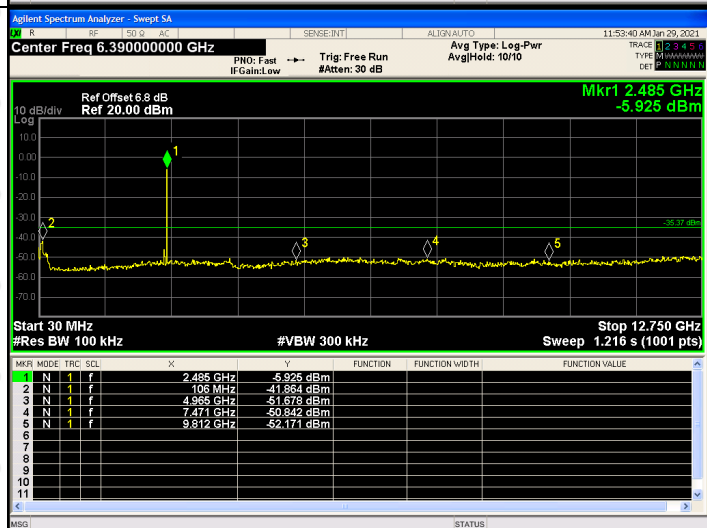 Agilent Spectrum Analyzer - Swept SA
R RF 50 Ω AC SENSE:INT ALIGN AUTO 11:53:40 AM Jan 29, 2021
Center Freq 6.390000000 GHz
PNO: Fast
IFGain:Low
Trig: Free Run
#Atten: 30 dB
Avg Type: Log-Pwr
Avg|Hold: 10/10
TRACE 1 2 3 4 5 6
TYPE M
DET P N N N N N
Mkr1 2.485 GHz
-5.925 dBm
Ref Offset 6.8 dB
10 dB/div Ref 20.00 dBm
Log
10.0
0.00
-10.0
-20.0
-30.0
-40.0
-50.0
-60.0
-70.0
1
2
3
4
5
-35.37 dBm
Start 30 MHz Stop 12.750 GHz
#Res BW 100 kHz #VBW 300 kHz Sweep 1.216 s (1001 pts)
MKR MODE TRC SCL X Y FUNCTION FUNCTION WIDTH FUNCTION VALUE
1 N 1 f 2.485 GHz -5.925 dBm
2 N 1 f 106 MHz -41.964 dBm
3 N 1 f 4.965 GHz -51.678 dBm
4 N 1 f 7.471 GHz -50.842 dBm
5 N 1 f 9.812 GHz -52.171 dBm
6
7
8
9
10
11
MSG STATUS